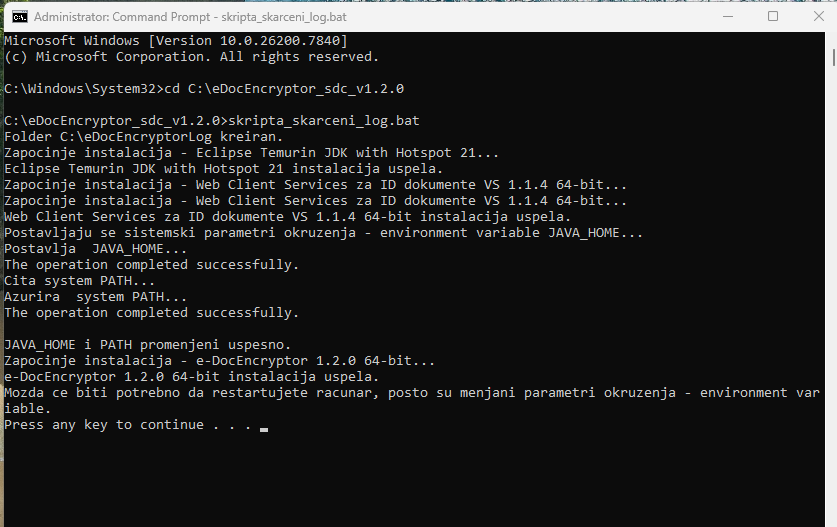 Administrator: Command Prompt - skripta_skarceni_log.bat
Microsoft Windows [Version 10.0.26200.7840]
(c) Microsoft Corporation. All rights reserved.
C:\Windows\System32>cd C:\eDocEncryptor_sdc_v1.2.0
C:\eDocEncryptor_sdc_v1.2.0>skripta_skarceni_log.bat
Folder C:\eDocEncryptorLog kreiran.
Zapocinje instalacija - Eclipse Temurin JDK with Hotspot 21...
Eclipse Temurin JDK with Hotspot 21 instalacija uspela.
Zapocinje instalacija - Web Client Services za ID dokumente VS 1.1.4 64-bit...
Zapocinje instalacija - Web Client Services za ID dokumente VS 1.1.4 64-bit...
Web Client Services za ID dokumente VS 1.1.4 64-bit instalacija uspela.
Postavljaju se sistemski parametri okruzenja - environment variable JAVA_HOME...
Postavlja  JAVA_HOME...
The operation completed successfully.
Cita system PATH...
Azurira  system PATH...
The operation completed successfully.
JAVA_HOME i PATH promenjeni uspesno.
Zapocinje instalacija - e-DocEncryptor 1.2.0 64-bit...
e-DocEncryptor 1.2.0 64-bit instalacija uspela.
Mozda ce biti potrebno da restartujete racunar, posto su menjani parametri okruzenja - environment var
iable.
Press any key to continue . . .